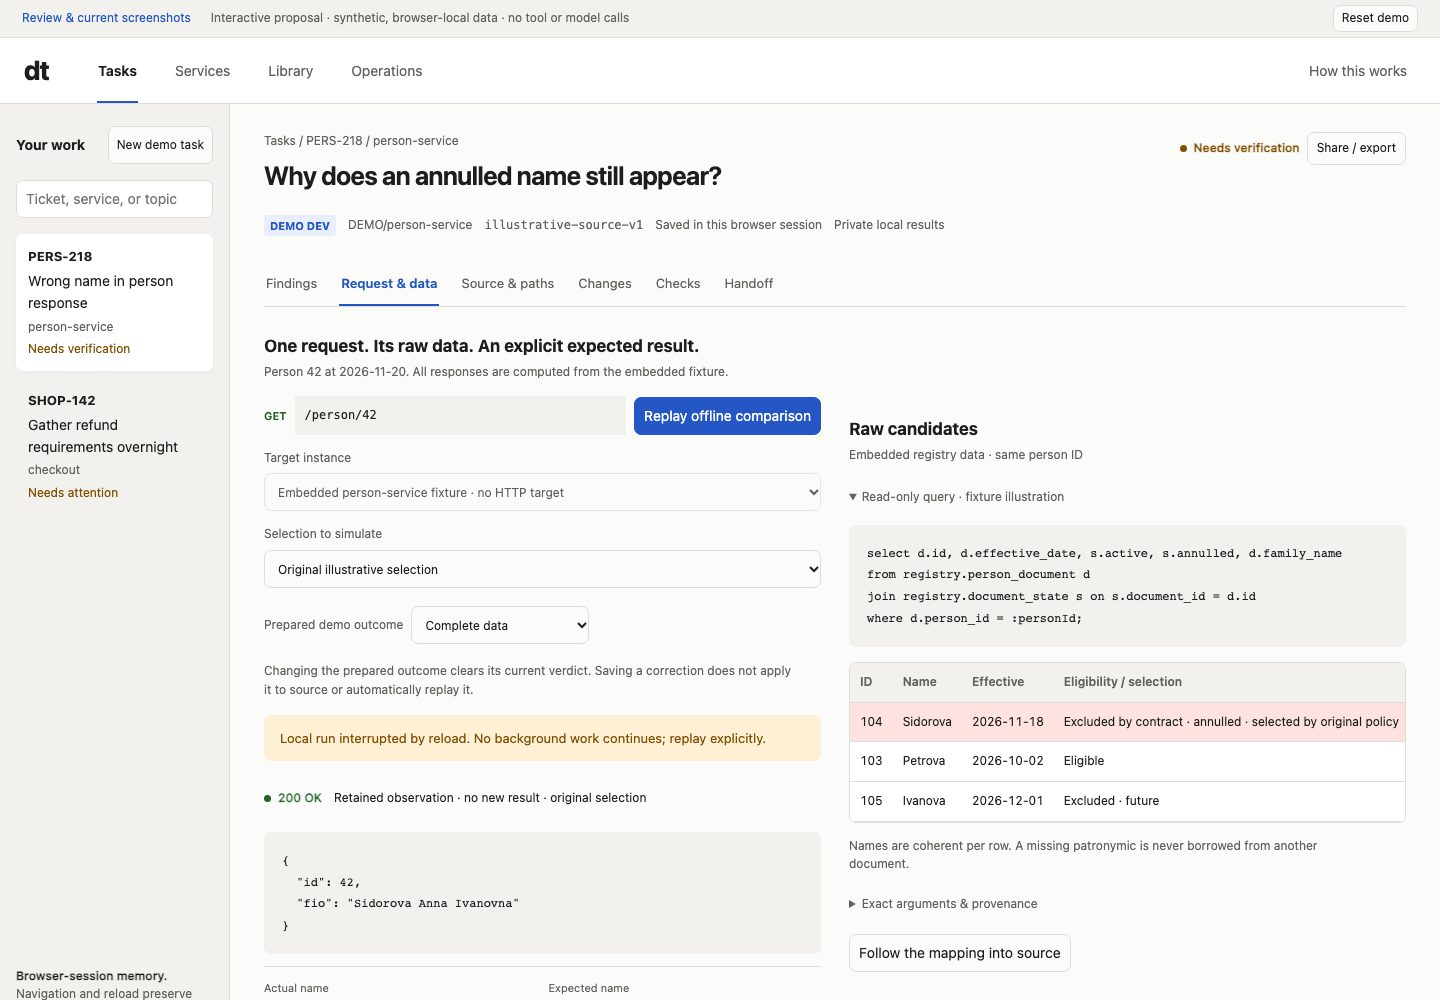 Review & current screenshots
Interactive proposal · synthetic, browser-local data · no tool or model calls
Reset demo
dt
Tasks
Services
Library
Operations
How this works
Your work
New demo task
Ticket, service, or topic
PERS-218
Wrong name in person
response
person-service
Needs verification
SHOP-142
Gather refund
requirements overnight
checkout
Needs attention
Browser-session memory.
Navigation and reload preserve
Tasks / PERS-218 / person-service
Needs verification
Share / export
Why does an annulled name still appear?
DEMO DEV
DEMO/person-service
illustrative-source-v1
Saved in this browser session
Private local results
Findings
Request & data
Source & paths
Changes
Checks
Handoff
One request. Its raw data. An explicit expected result.
Person 42 at 2026-11-20. All responses are computed from the embedded fixture.
GET
/person/42
Replay offline comparison
Target instance
Embedded person-service fixture · no HTTP target
Selection to simulate
Original illustrative selection
Prepared demo outcome
Complete data
Changing the prepared outcome clears its current verdict. Saving a correction does not apply
it to source or automatically replay it.
Local run interrupted by reload. No background work continues; replay explicitly.
200 OK
Retained observation · no new result · original selection
{
"id": 42,
"fio": "Sidorova Anna Ivanovna"
}
Actual name
Expected name
Raw candidates
Embedded registry data · same person ID
Read-only query · fixture illustration
select d.id, d.effective_date, s.active, s.annulled, d.family_name
from registry.person_document d
join registry.document_state s on s.document_id = d.id
where d.person_id = :personId;
ID Name Effective Eligibility / selection
104 Sidorova 2026-11-18 Excluded by contract · annulled · selected by original policy
103 Petrova 2026-10-02 Eligible
105 Ivanova 2026-12-01 Excluded · future
Names are coherent per row. A missing patronymic is never borrowed from another
document.
Exact arguments & provenance
Follow the mapping into source